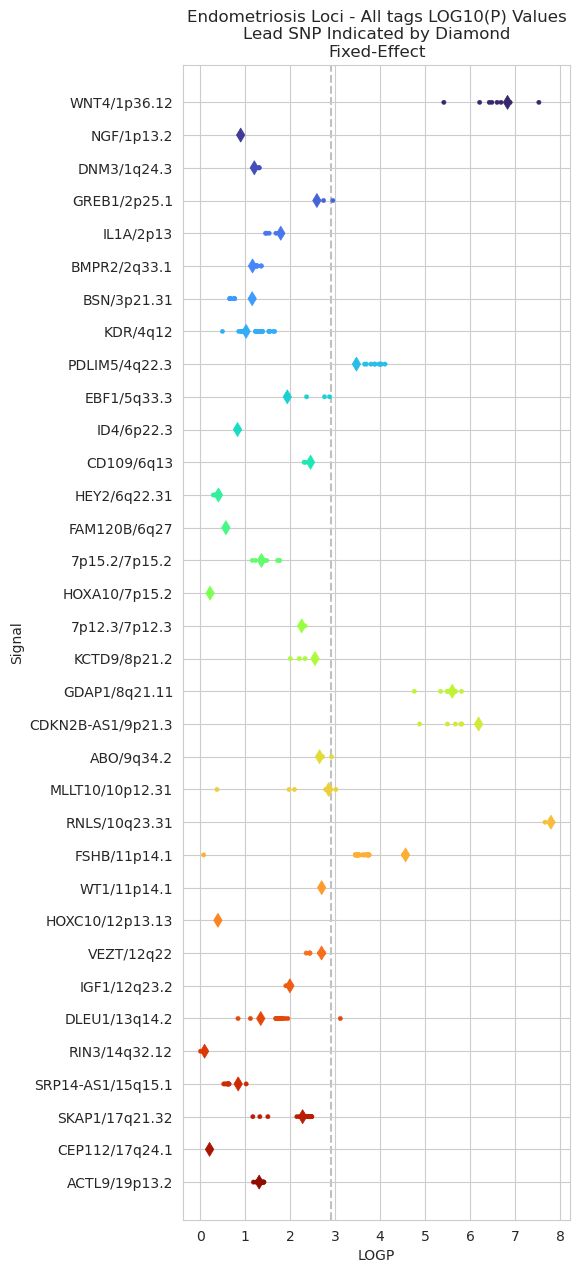 Endometriosis Loci - All tags LOG10(P) Values
Lead SNP Indicated by Diamond
Fixed-Effect
Signal
WNT4/1p36.12
NGF/1p13.2
DNM3/1q24.3
GREB1/2p25.1
IL1A/2p13
BMPR2/2q33.1
BSN/3p21.31
KDR/4q12
PDLIM5/4q22.3
EBF1/5q33.3
ID4/6p22.3
CD109/6q13
HEY2/6q22.31
FAM120B/6q27
7p15.2/7p15.2
HOXA10/7p15.2
7p12.3/7p12.3
KCTD9/8p21.2
GDAP1/8q21.11
CDKN2B-AS1/9p21.3
ABO/9q34.2
MLLT10/10p12.31
RNLS/10q23.31
FSHB/11p14.1
WT1/11p14.1
HOXC10/12p13.13
VEZT/12q22
IGF1/12q23.2
DLEU1/13q14.2
RIN3/14q32.12
SRP14-AS1/15q15.1
SKAP1/17q21.32
CEP112/17q24.1
ACTL9/19p13.2
0 1 2 3 4 5 6 7 8
LOGP